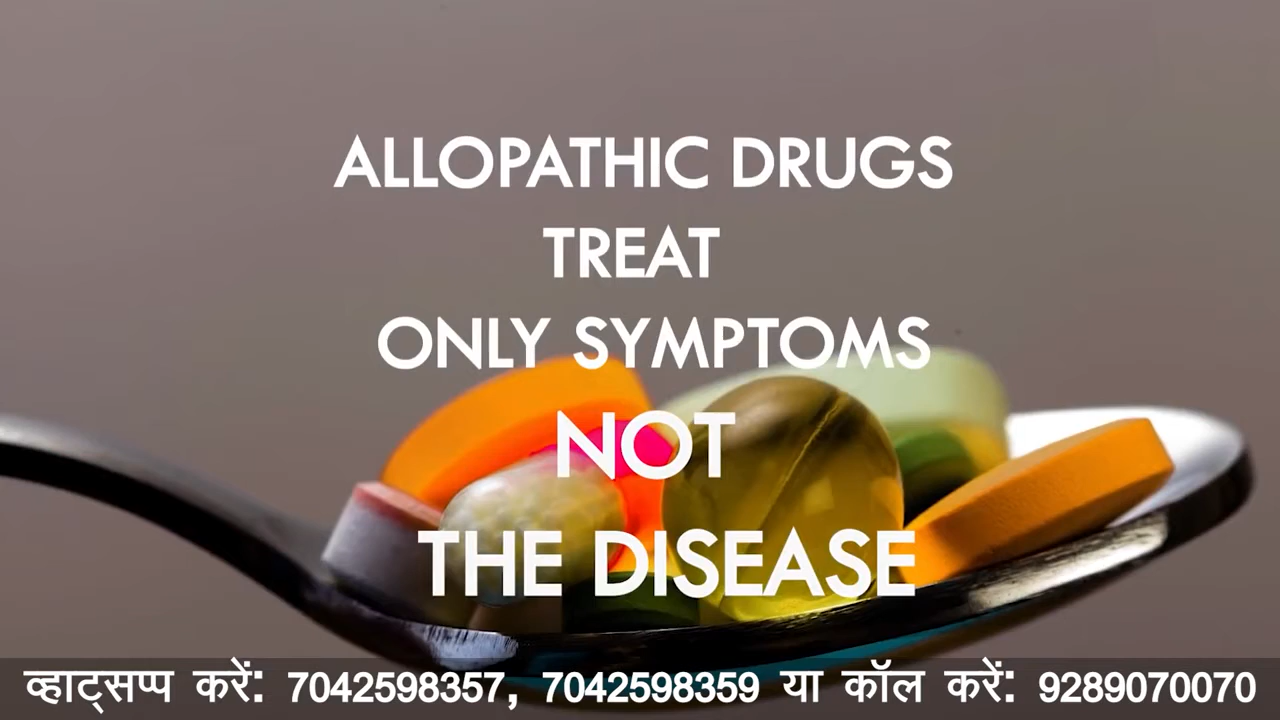 ALLOPATHIC DRUGS
TREAT
ONLY SYMPTOMS
NOT
THE DISEASE
व्हाट्सप्प करें: 7042598357, 7042598359 या कॉल करें: 9289070070